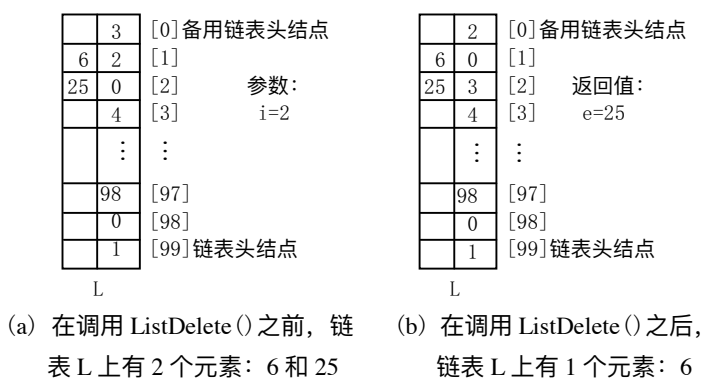 3 [0]备用链表头结点
6 2 [1]
25 0 [2] 参数：
4 [3] i=2
⋮ ⋮
98 [97]
0 [98]
1 [99]链表头结点
L
(a) 在调用 ListDelete()之前，链
表 L 上有 2 个元素：6 和 25
2 [0]备用链表头结点
6 0 [1]
25 3 [2] 返回值：
4 [3] e=25
⋮ ⋮
98 [97]
0 [98]
1 [99]链表头结点
L
(b) 在调用 ListDelete()之后，
链表 L 上有 1 个元素：6